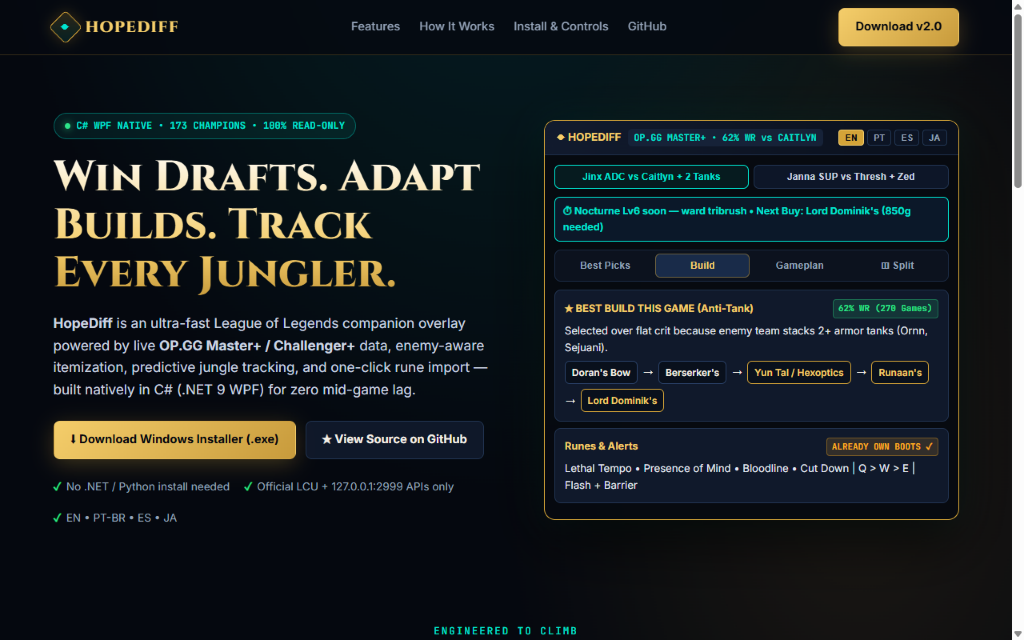 HOPEDIFF
Features How It Works Install & Controls GitHub
Download v2.0
C# WPF NATIVE • 173 CHAMPIONS • 100% READ-ONLY
WIN DRAFTS. ADAPT
BUILDS. TRACK
EVERY JUNGLER.
HopeDiff is an ultra-fast League of Legends companion overlay
powered by live OP.GG Master+ / Challenger+ data, enemy-aware
itemization, predictive jungle tracking, and one-click rune import —
built natively in C# (.NET 9 WPF) for zero mid-game lag.
⬇ Download Windows Installer (.exe)
★ View Source on GitHub
✓ No .NET / Python install needed ✓ Official LCU + 127.0.0.1:2999 APIs only
✓ EN • PT-BR • ES • JA
◆ HOPEDIFF OP.GG MASTER+ • 62% WR vs CAITLYN EN PT ES JA
Jinx ADC vs Caitlyn + 2 Tanks
Janna SUP vs Thresh + Zed
⏱ Nocturne Lv6 soon — ward tribrush • Next Buy: Lord Dominik's (850g
needed)
Best Picks Build Gameplan ◫ Split
★ BEST BUILD THIS GAME (Anti-Tank) 62% WR (270 Games)
Selected over flat crit because enemy team stacks 2+ armor tanks (Ornn,
Sejuani).
Doran's Bow → Berserker's → Yun Tal / Hexoptics → Runaan's
→ Lord Dominik's
Runes & Alerts ALREADY OWN BOOTS ✓
Lethal Tempo • Presence of Mind • Bloodline • Cut Down | Q > W > E |
Flash + Barrier
ENGINEERED TO CLIMB